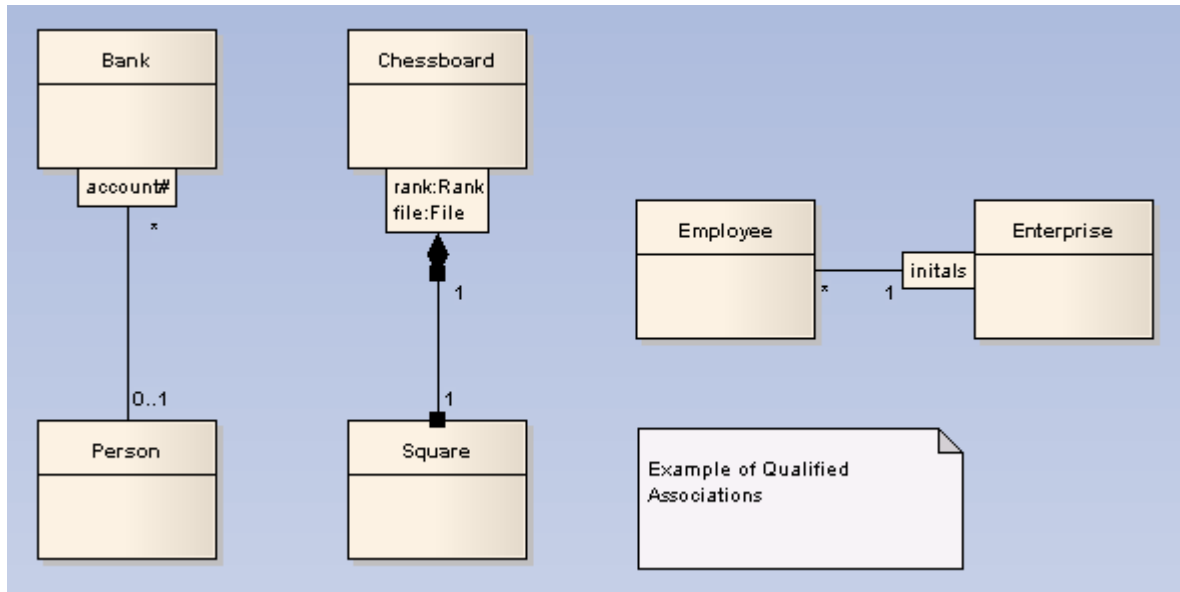 Bank
account#
*
0..1
Person
Chessboard
rank:Rank
file:File
1
1
Square
Employee
*
1
initals
Enterprise
Example of Qualified
Associations